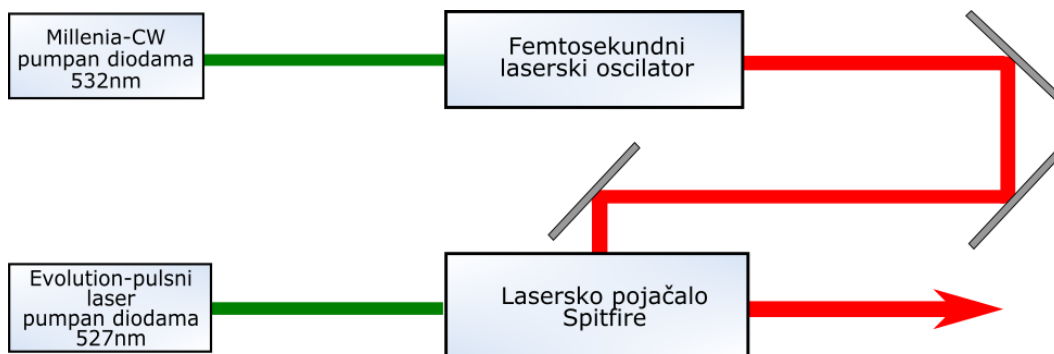 Millenia-CW
pumpan diodama
532nm
Femtosekundni
laserski oscilator
Evolution-pulsni
laser
pumpan diodama
527nm
Lasersko pojačalo
Spitfire